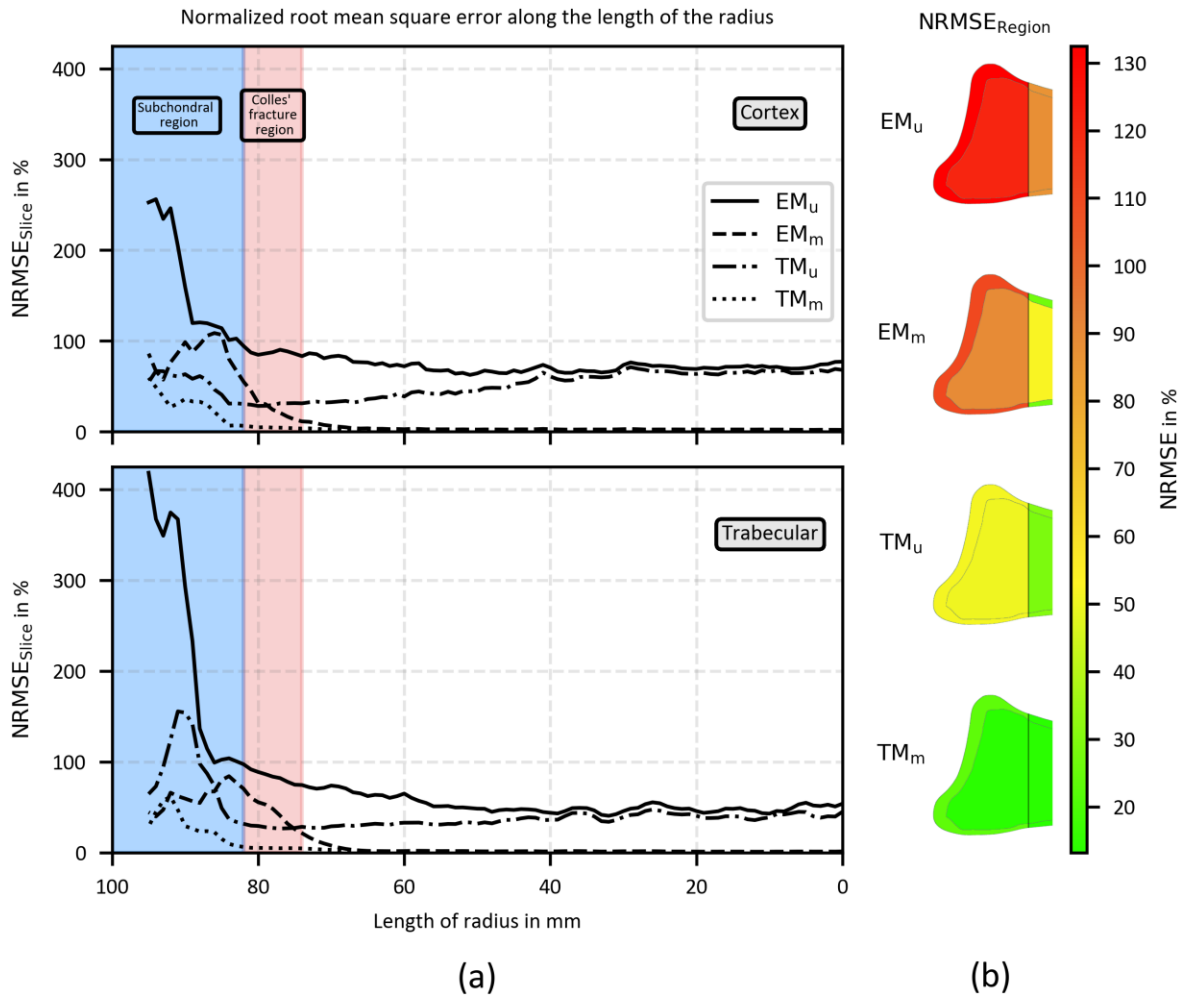 Normalized root mean square error along the length of the radius
400
300
200
100
0
NRMSE_Slice in %
Subchondral
region
Colles'
fracture
region
Cortex
EM_u
EM_m
TM_u
TM_m
400
300
200
100
0
NRMSE_Slice in %
Trabecular
100
80
60
40
20
0
Length of radius in mm
(a)
NRMSE_Region
EM_u
EM_m
TM_u
TM_m
130
120
110
100
90
80
70
60
50
40
30
20
NRMSE in %
(b)